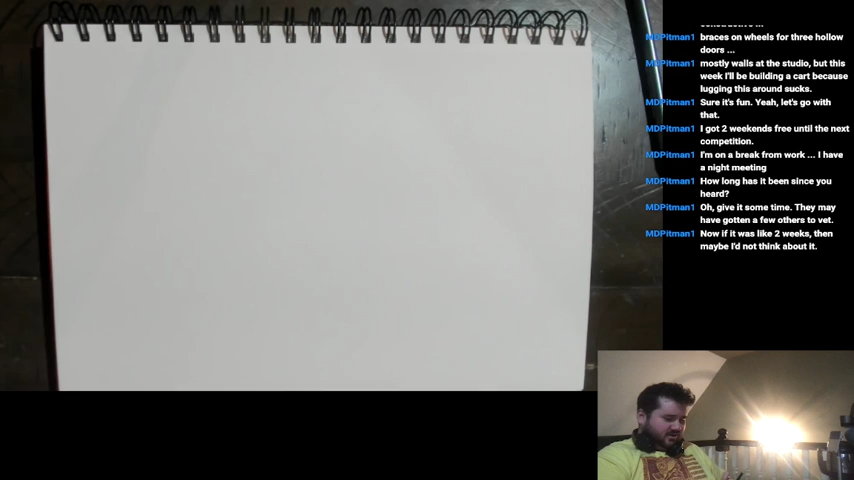 MDPitman1 braces on wheels for three hollow
doors ...
mostly walls at the studio, but this
week I'll be building a cart because
lugging this around sucks.
MDPitman1 Sure it's fun. Yeah, let's go with
that.
MDPitman1 I got 2 weekends free until the next
competition.
MDPitman1 I'm on a break from work ... I have
a night meeting
MDPitman1 How long has it been since you
heard?
MDPitman1 Oh, give it some time. They may
have gotten a few others to vet.
MDPitman1 Now if it was like 2 weeks, then
maybe I'd not think about it.